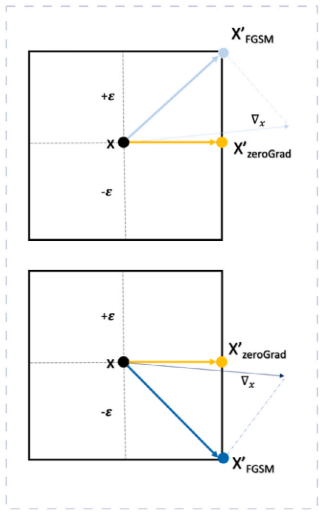 X'FGSM
+ε
∇x
X
X'zeroGrad
-ε
+ε
X'zeroGrad
X
∇x
-ε
X'FGSM